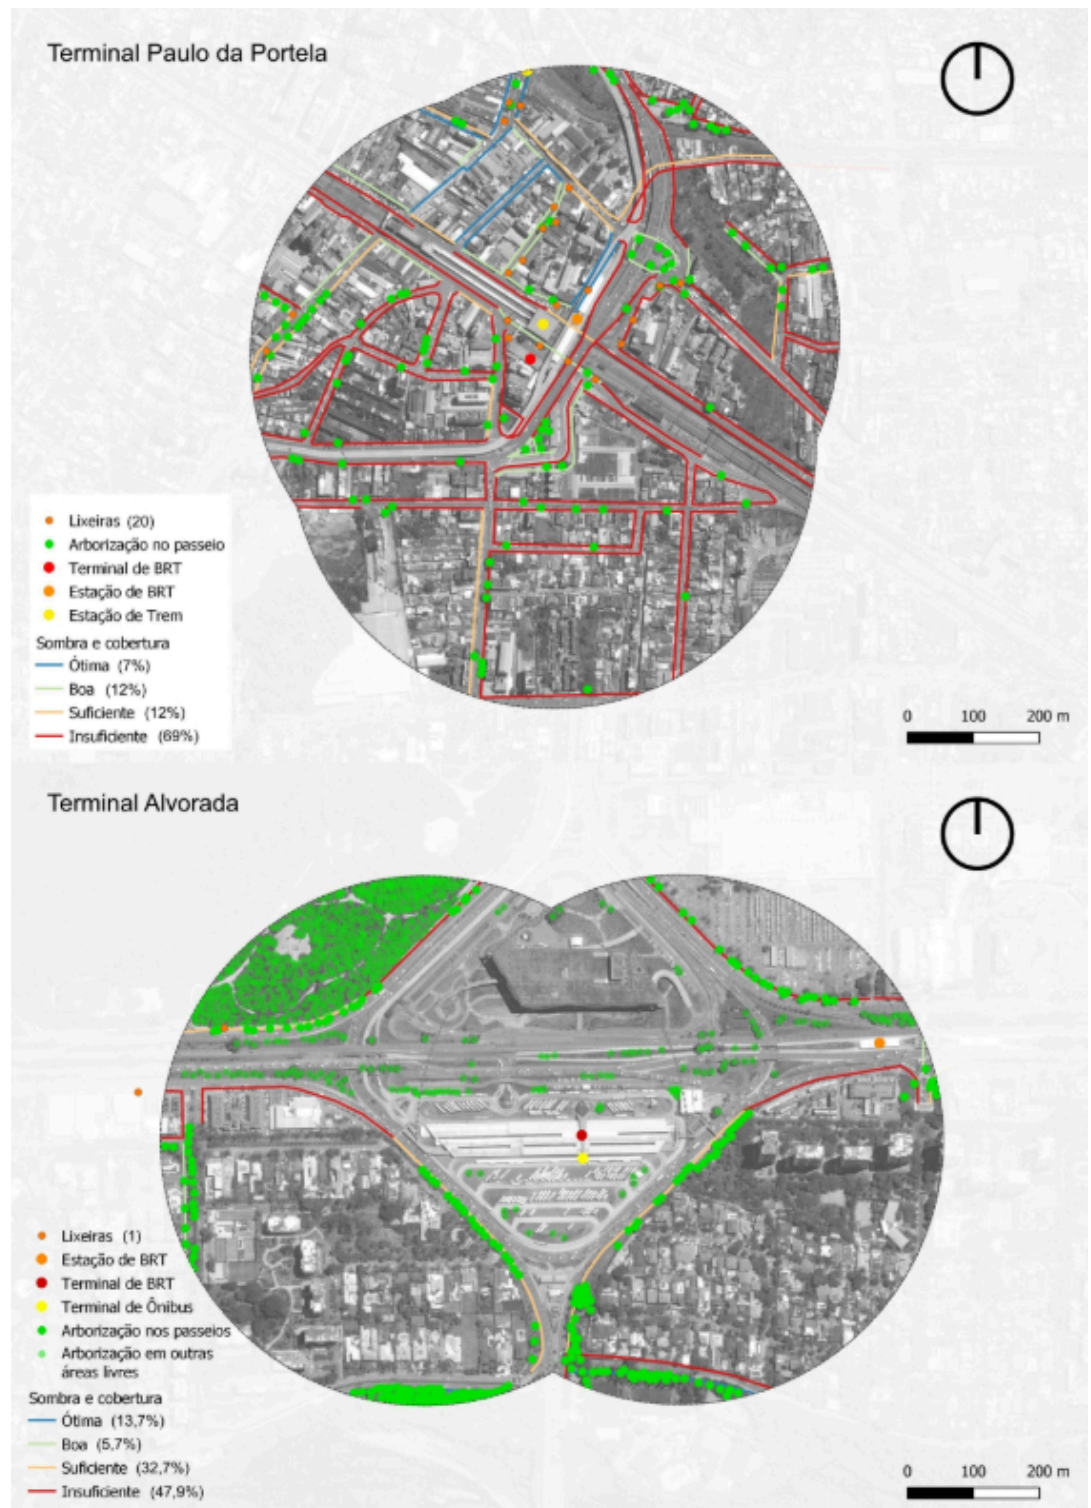 Terminal Paulo da Portela
Lixeiras (20)
Arborização no passeio
Terminal de BRT
Estação de BRT
Estação de Trem
Sombra e cobertura
Ótima (7%)
Boa (12%)
Suficiente (12%)
Insuficiente (69%)
0 100 200 m
Terminal Alvorada
Lixeiras (1)
Estação de BRT
Terminal de BRT
Terminal de Ônibus
Arborização nos passeios
Arborização em outras
áreas livres
Sombra e cobertura
Ótima (13,7%)
Boa (5,7%)
Suficiente (32,7%)
Insuficiente (47,9%)
0 100 200 m